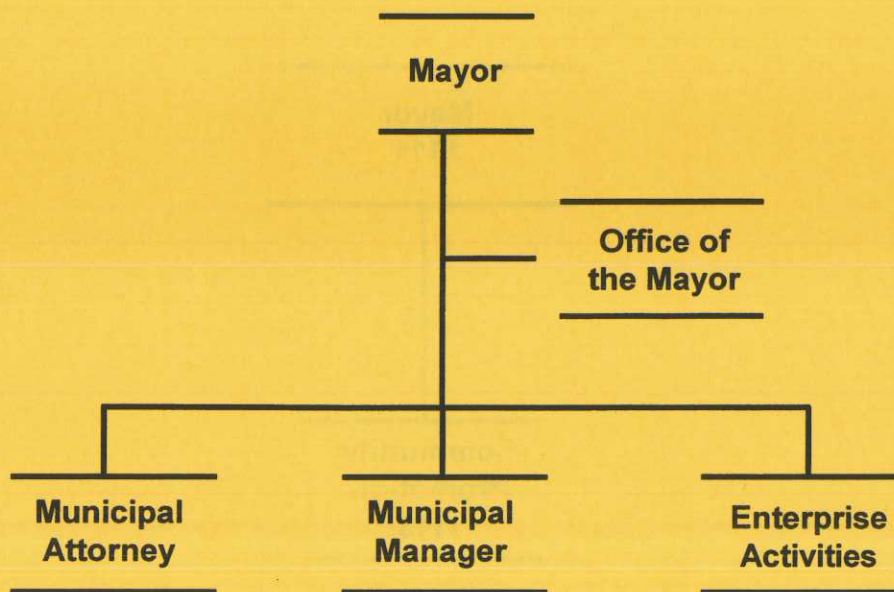 Mayor
Office of
the Mayor
Municipal
Attorney
Municipal
Manager
Enterprise
Activities